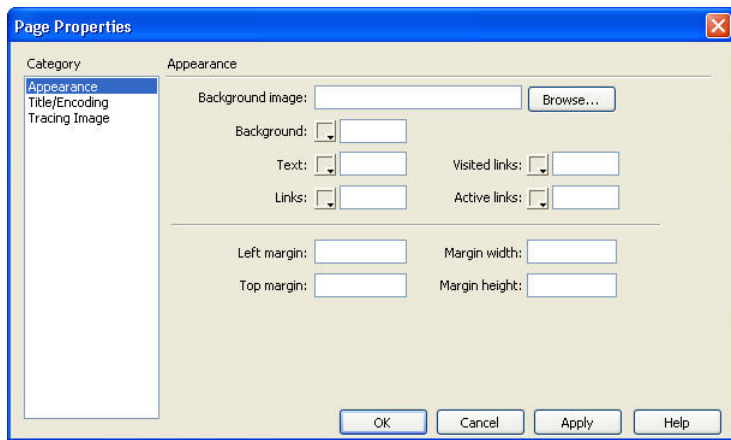 Page Properties
Category
Appearance
Title/Encoding
Tracing Image
Appearance
Background image: Browse...
Background:
Text: Visited links:
Links: Active links:
Left margin: Margin width:
Top margin: Margin height:
OK Cancel Apply Help